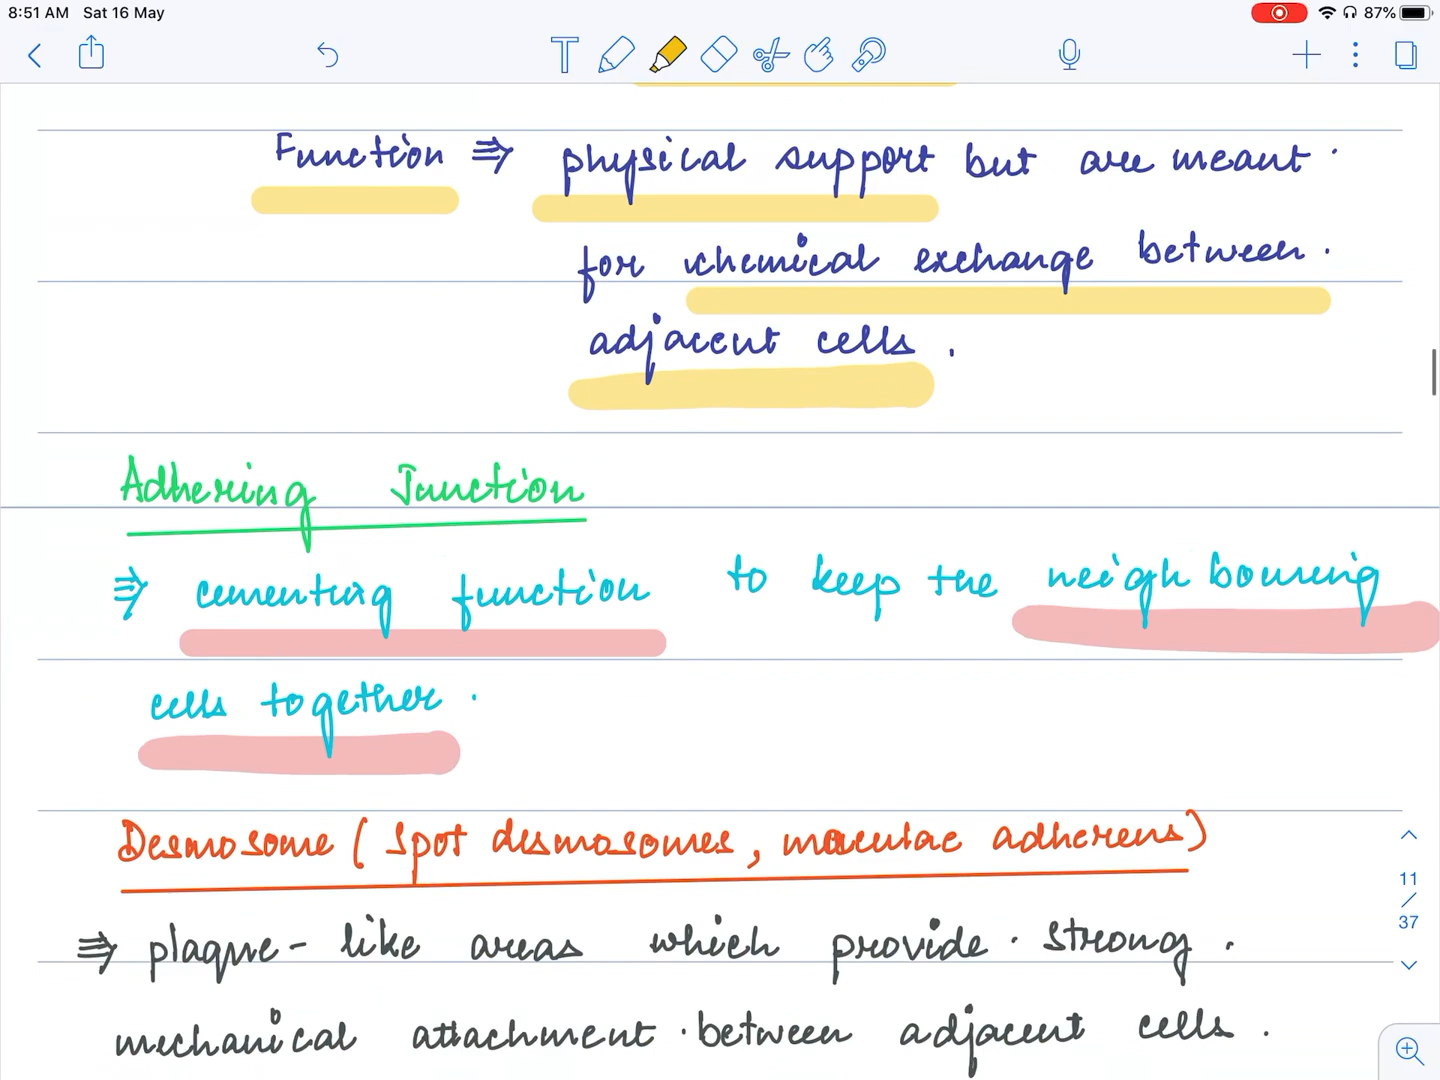 8:51 AM Sat 16 May 87%
Function ⇛ physical support but are meant
for chemical exchange between
adjacent cells.
Adhering Junction
⇛ cementing function to keep the neighbouring
cells together.
Desmosome (spot desmosomes, maculae adherens)
⇛ plaque-like areas which provide strong
mechanical attachment between adjacent cells.
11
/
37